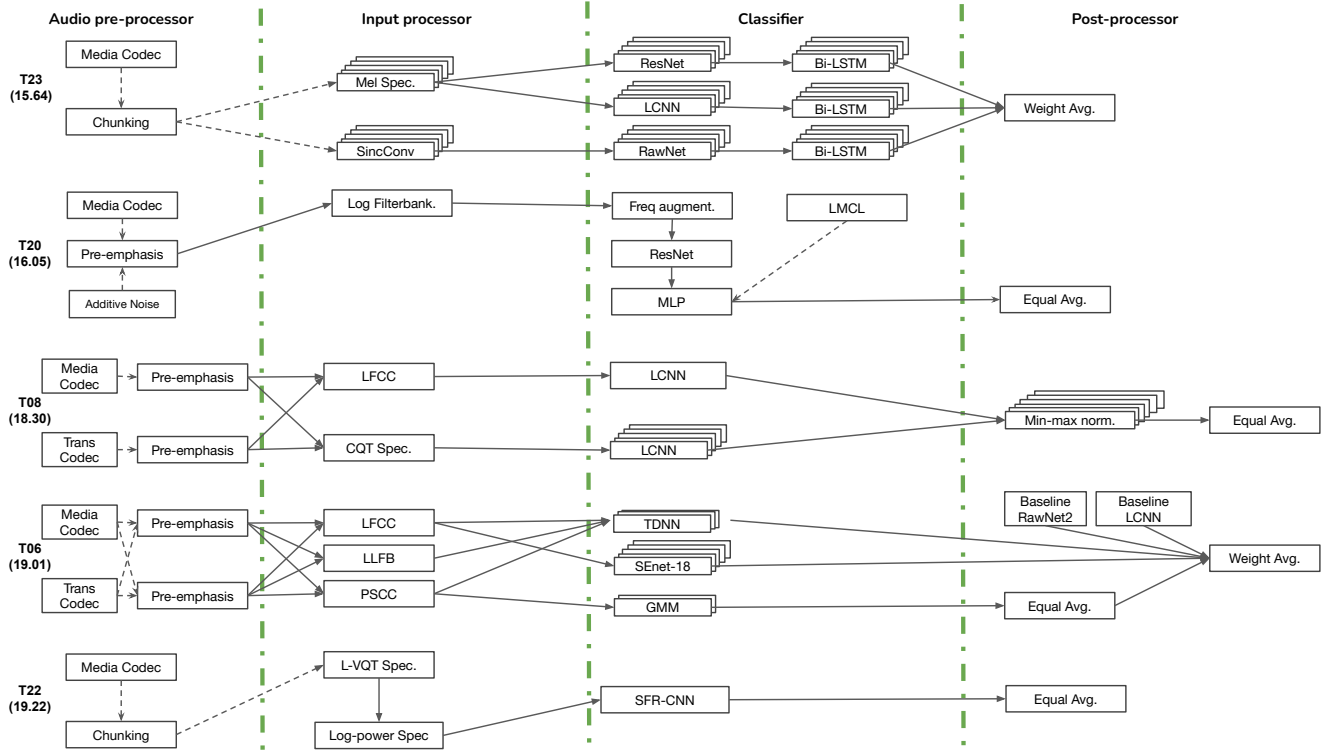 Audio pre-processor
Input processor
Classifier
Post-processor
T23
(15.64)
Media Codec
Chunking
Mel Spec.
SincConv
ResNet
Bi-LSTM
LCNN
Bi-LSTM
RawNet
Bi-LSTM
Weight Avg.
T20
(16.05)
Media Codec
Pre-emphasis
Additive Noise
Log Filterbank.
Freq augment.
LMCL
ResNet
MLP
Equal Avg.
T08
(18.30)
Media
Codec
Pre-emphasis
Trans
Codec
Pre-emphasis
LFCC
CQT Spec.
LCNN
LCNN
Min-max norm.
Equal Avg.
T06
(19.01)
Media
Codec
Pre-emphasis
Trans
Codec
Pre-emphasis
LFCC
LLFB
PSCC
TDNN
SEnet-18
GMM
Baseline
RawNet2
Baseline
LCNN
Equal Avg.
Weight Avg.
T22
(19.22)
Media Codec
Chunking
L-VQT Spec.
Log-power Spec
SFR-CNN
Equal Avg.